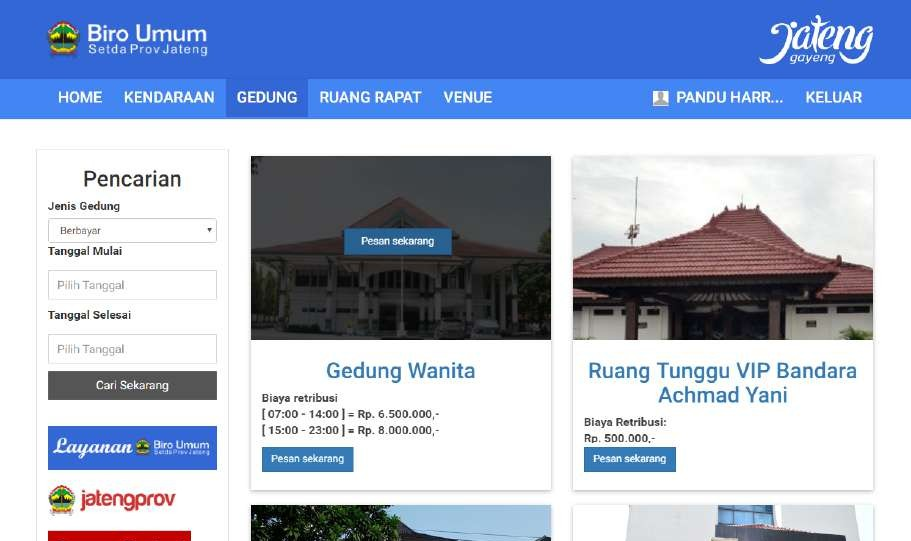 Biro Umum
Setda Prov Jateng
Jateng
gayeng
HOME KENDARAAN GEDUNG RUANG RAPAT VENUE PANDU HARR... KELUAR
Pencarian
Jenis Gedung
Berbayar
Tanggal Mulai
Pilih Tanggal
Tanggal Selesai
Pilih Tanggal
Cari Sekarang
Layanan Biro Umum
Setda Prov Jateng
jatengprov
Pesan sekarang
Gedung Wanita
Biaya retribusi
[ 07:00 - 14:00 ] = Rp. 6.500.000,-
[ 15:00 - 23:00 ] = Rp. 8.000.000,-
Pesan sekarang
Ruang Tunggu VIP Bandara
Achmad Yani
Biaya Retribusi:
Rp. 500.000,-
Pesan sekarang